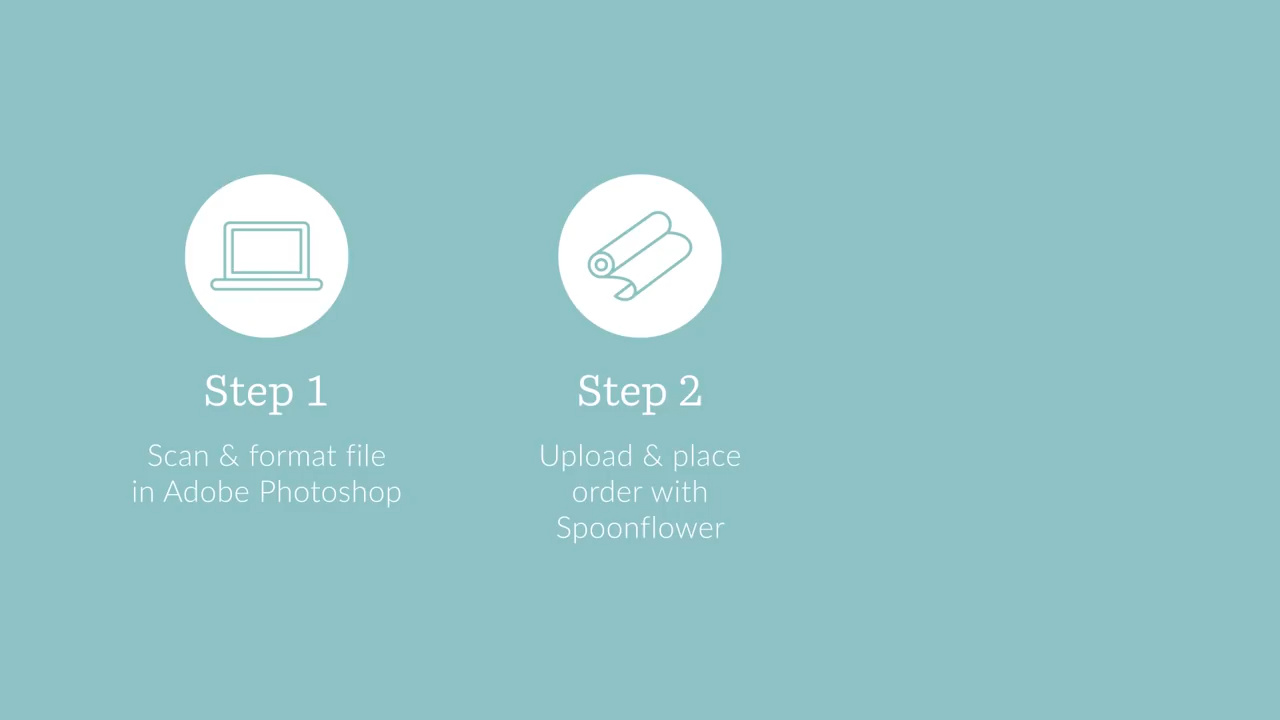 Step 1
Scan & format file
in Adobe Photoshop
Step 2
Upload & place
order with
Spoonflower